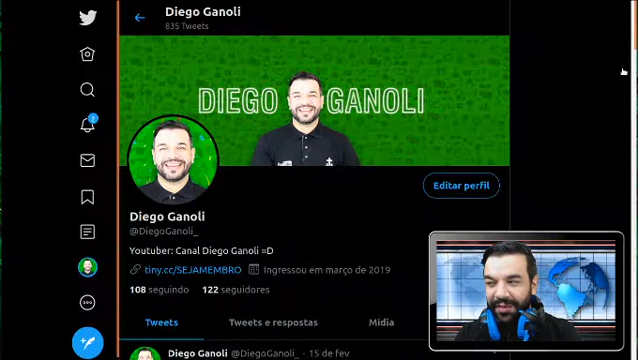 Diego Ganoli
835 Tweets
DIEGO GANOLI
2
Editar perfil
Diego Ganoli
@DiegoGanoli_
Youtuber: Canal Diego Ganoli =D
tiny.cc/SEJAMEMBRO Ingressou em março de 2019
108 seguindo 122 seguidores
Tweets Tweets e respostas Mídia
Diego Ganoli @DiegoGanoli_ · 15 de fev